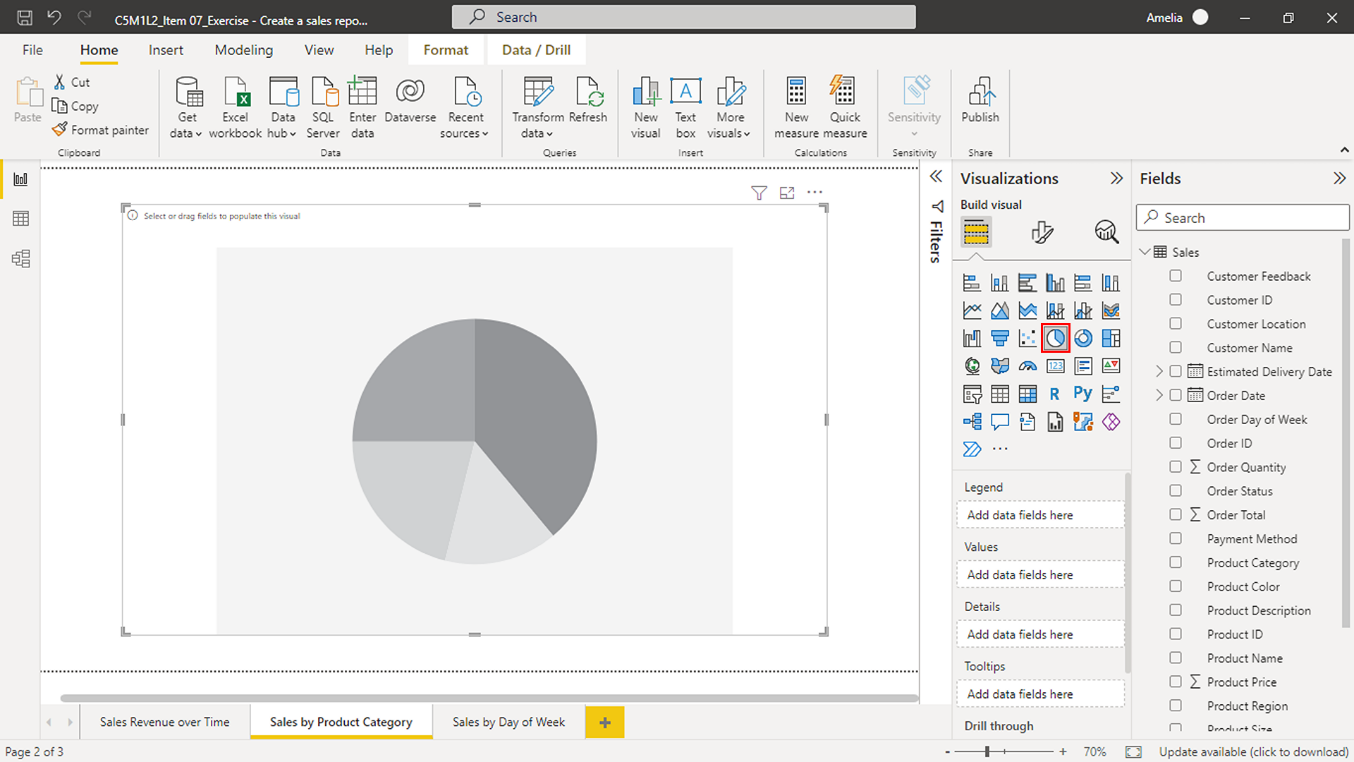 C5M1L2_Item 07_Exercise - Create a sales repo...
Search
Amelia
File
Home
Insert
Modeling
View
Help
Format
Data / Drill
Paste
Cut
Copy
Format painter
Clipboard
Get data
Excel workbook
Data hub
SQL Server
Enter data
Dataverse
Recent sources
Data
Transform data
Refresh
Queries
New visual
Text box
More visuals
Insert
New measure
Quick measure
Calculations
Sensitivity
Sensitivity
Publish
Share
Select or drag fields to populate this visual
Filters
Visualizations
Build visual
123
R
Py
Legend
Add data fields here
Values
Add data fields here
Details
Add data fields here
Tooltips
Add data fields here
Drill through
Fields
Search
Sales
Customer Feedback
Customer ID
Customer Location
Customer Name
Estimated Delivery Date
Order Date
Order Day of Week
Order ID
Order Quantity
Order Status
Order Total
Payment Method
Product Category
Product Color
Product Description
Product ID
Product Name
Product Price
Product Region
Product Size
Sales Revenue over Time
Sales by Product Category
Sales by Day of Week
Page 2 of 3
70%
Update available (click to download)